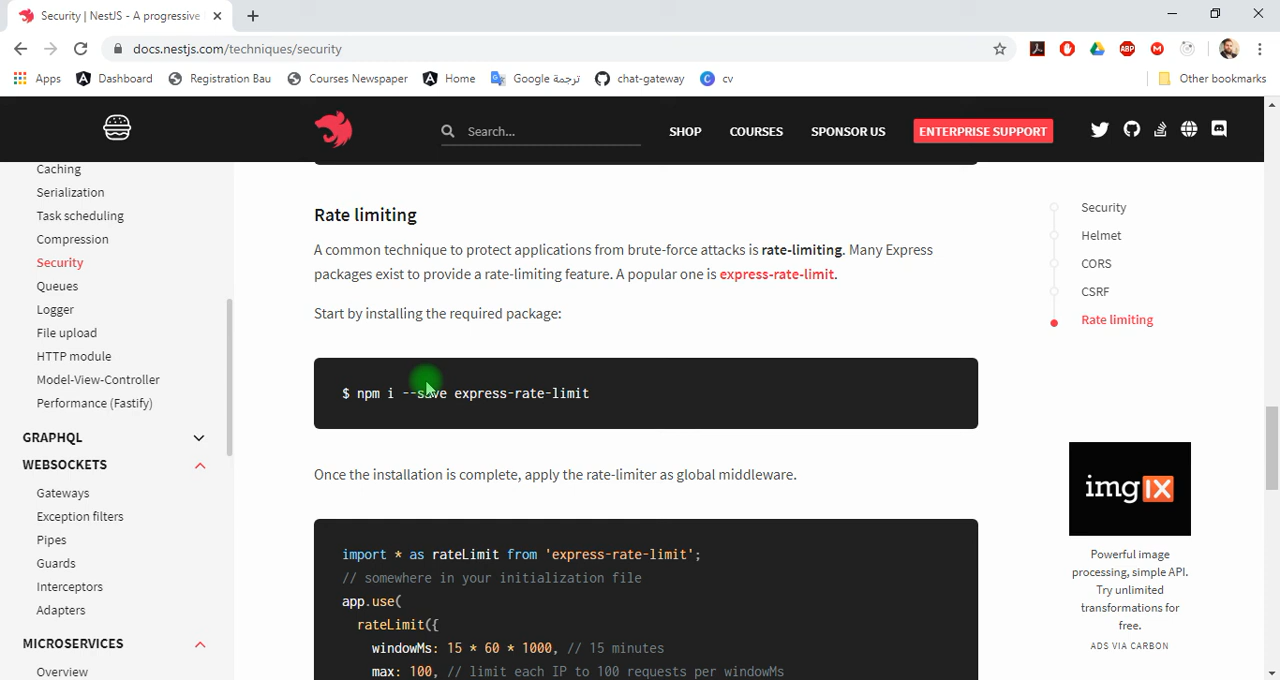 Security | NestJS - A progressive
docs.nestjs.com/techniques/security
Apps
Dashboard
Registration Bau
Courses Newspaper
Home
Google ترجمة
chat-gateway
cv
Other bookmarks
ABP
Search...
SHOP
COURSES
SPONSOR US
ENTERPRISE SUPPORT
Caching
Serialization
Task scheduling
Compression
Security
Queues
Logger
File upload
HTTP module
Model-View-Controller
Performance (Fastify)
GRAPHQL
WEBSOCKETS
Gateways
Exception filters
Pipes
Guards
Interceptors
Adapters
MICROSERVICES
Overview
Rate limiting
A common technique to protect applications from brute-force attacks is rate-limiting. Many Express
packages exist to provide a rate-limiting feature. A popular one is express-rate-limit.
Start by installing the required package:
$ npm i --save express-rate-limit
Once the installation is complete, apply the rate-limiter as global middleware.
import * as rateLimit from 'express-rate-limit';
// somewhere in your initialization file
app.use(
rateLimit({
windowMs: 15 * 60 * 1000, // 15 minutes
max: 100, // limit each IP to 100 requests per windowMs
Security
Helmet
CORS
CSRF
Rate limiting
imgIX
Powerful image
processing, simple API.
Try unlimited
transformations for
free.
ADS VIA CARBON